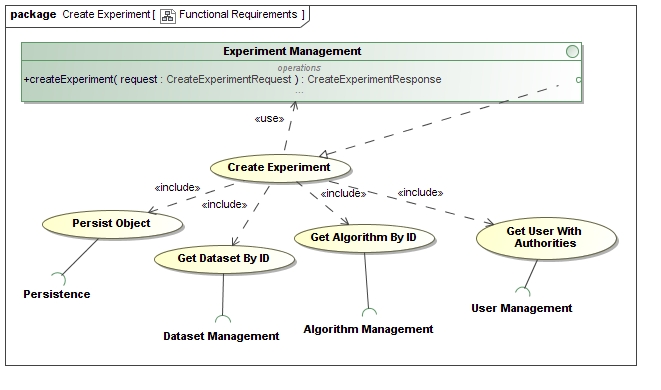 package Create Experiment [ Functional Requirements ]
Experiment Management
operations
+createExperiment( request : CreateExperimentRequest ) : CreateExperimentResponse
...
«use»
Create Experiment
«include»
«include»
«include»
«include»
Persist Object
Get Dataset By ID
Get Algorithm By ID
Get User With
Authorities
Persistence
Dataset Management
Algorithm Management
User Management